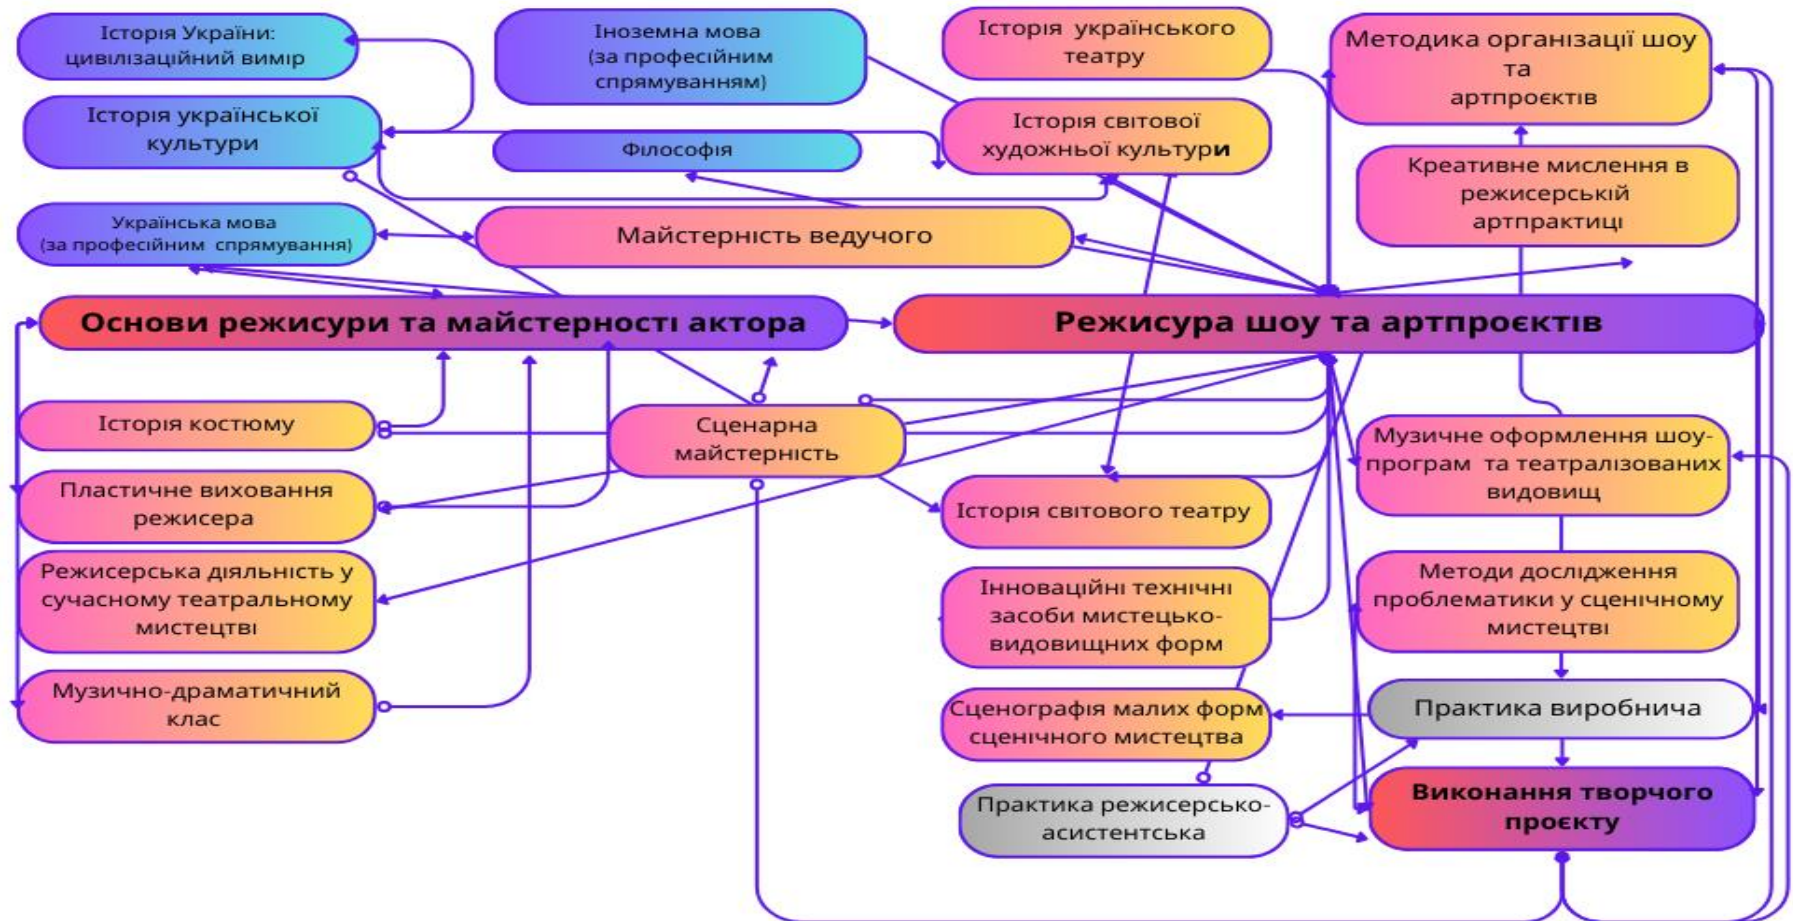 Історія України:
цивілізаційний вимір
Іноземна мова
(за професійним
спрямуванням)
Історія українського
театру
Методика організації шоу
та
артпроєктів
Історія української
культури
Філософія
Історія світової
художньої культури
Креативне мислення в
режисерській
артпрактиці
Українська мова
(за професійним спрямування)
Майстерність ведучого
Основи режисури та майстерності актора
Режисура шоу та артпроєктів
Історія костюму
Сценарна
майстерність
Музичне оформлення шоу-
програм та театралізованих
видовищ
Пластичне виховання
режисера
Історія світового театру
Режисерська діяльність у
сучасному театральному
мистецтві
Інноваційні технічні
засоби мистецько-
видовищних форм
Методи дослідження
проблематики у сценічному
мистецтві
Музично-драматичний
клас
Сценографія малих форм
сценічного мистецтва
Практика виробнича
Практика режисерсько-
асистентська
Виконання творчого
проєкту